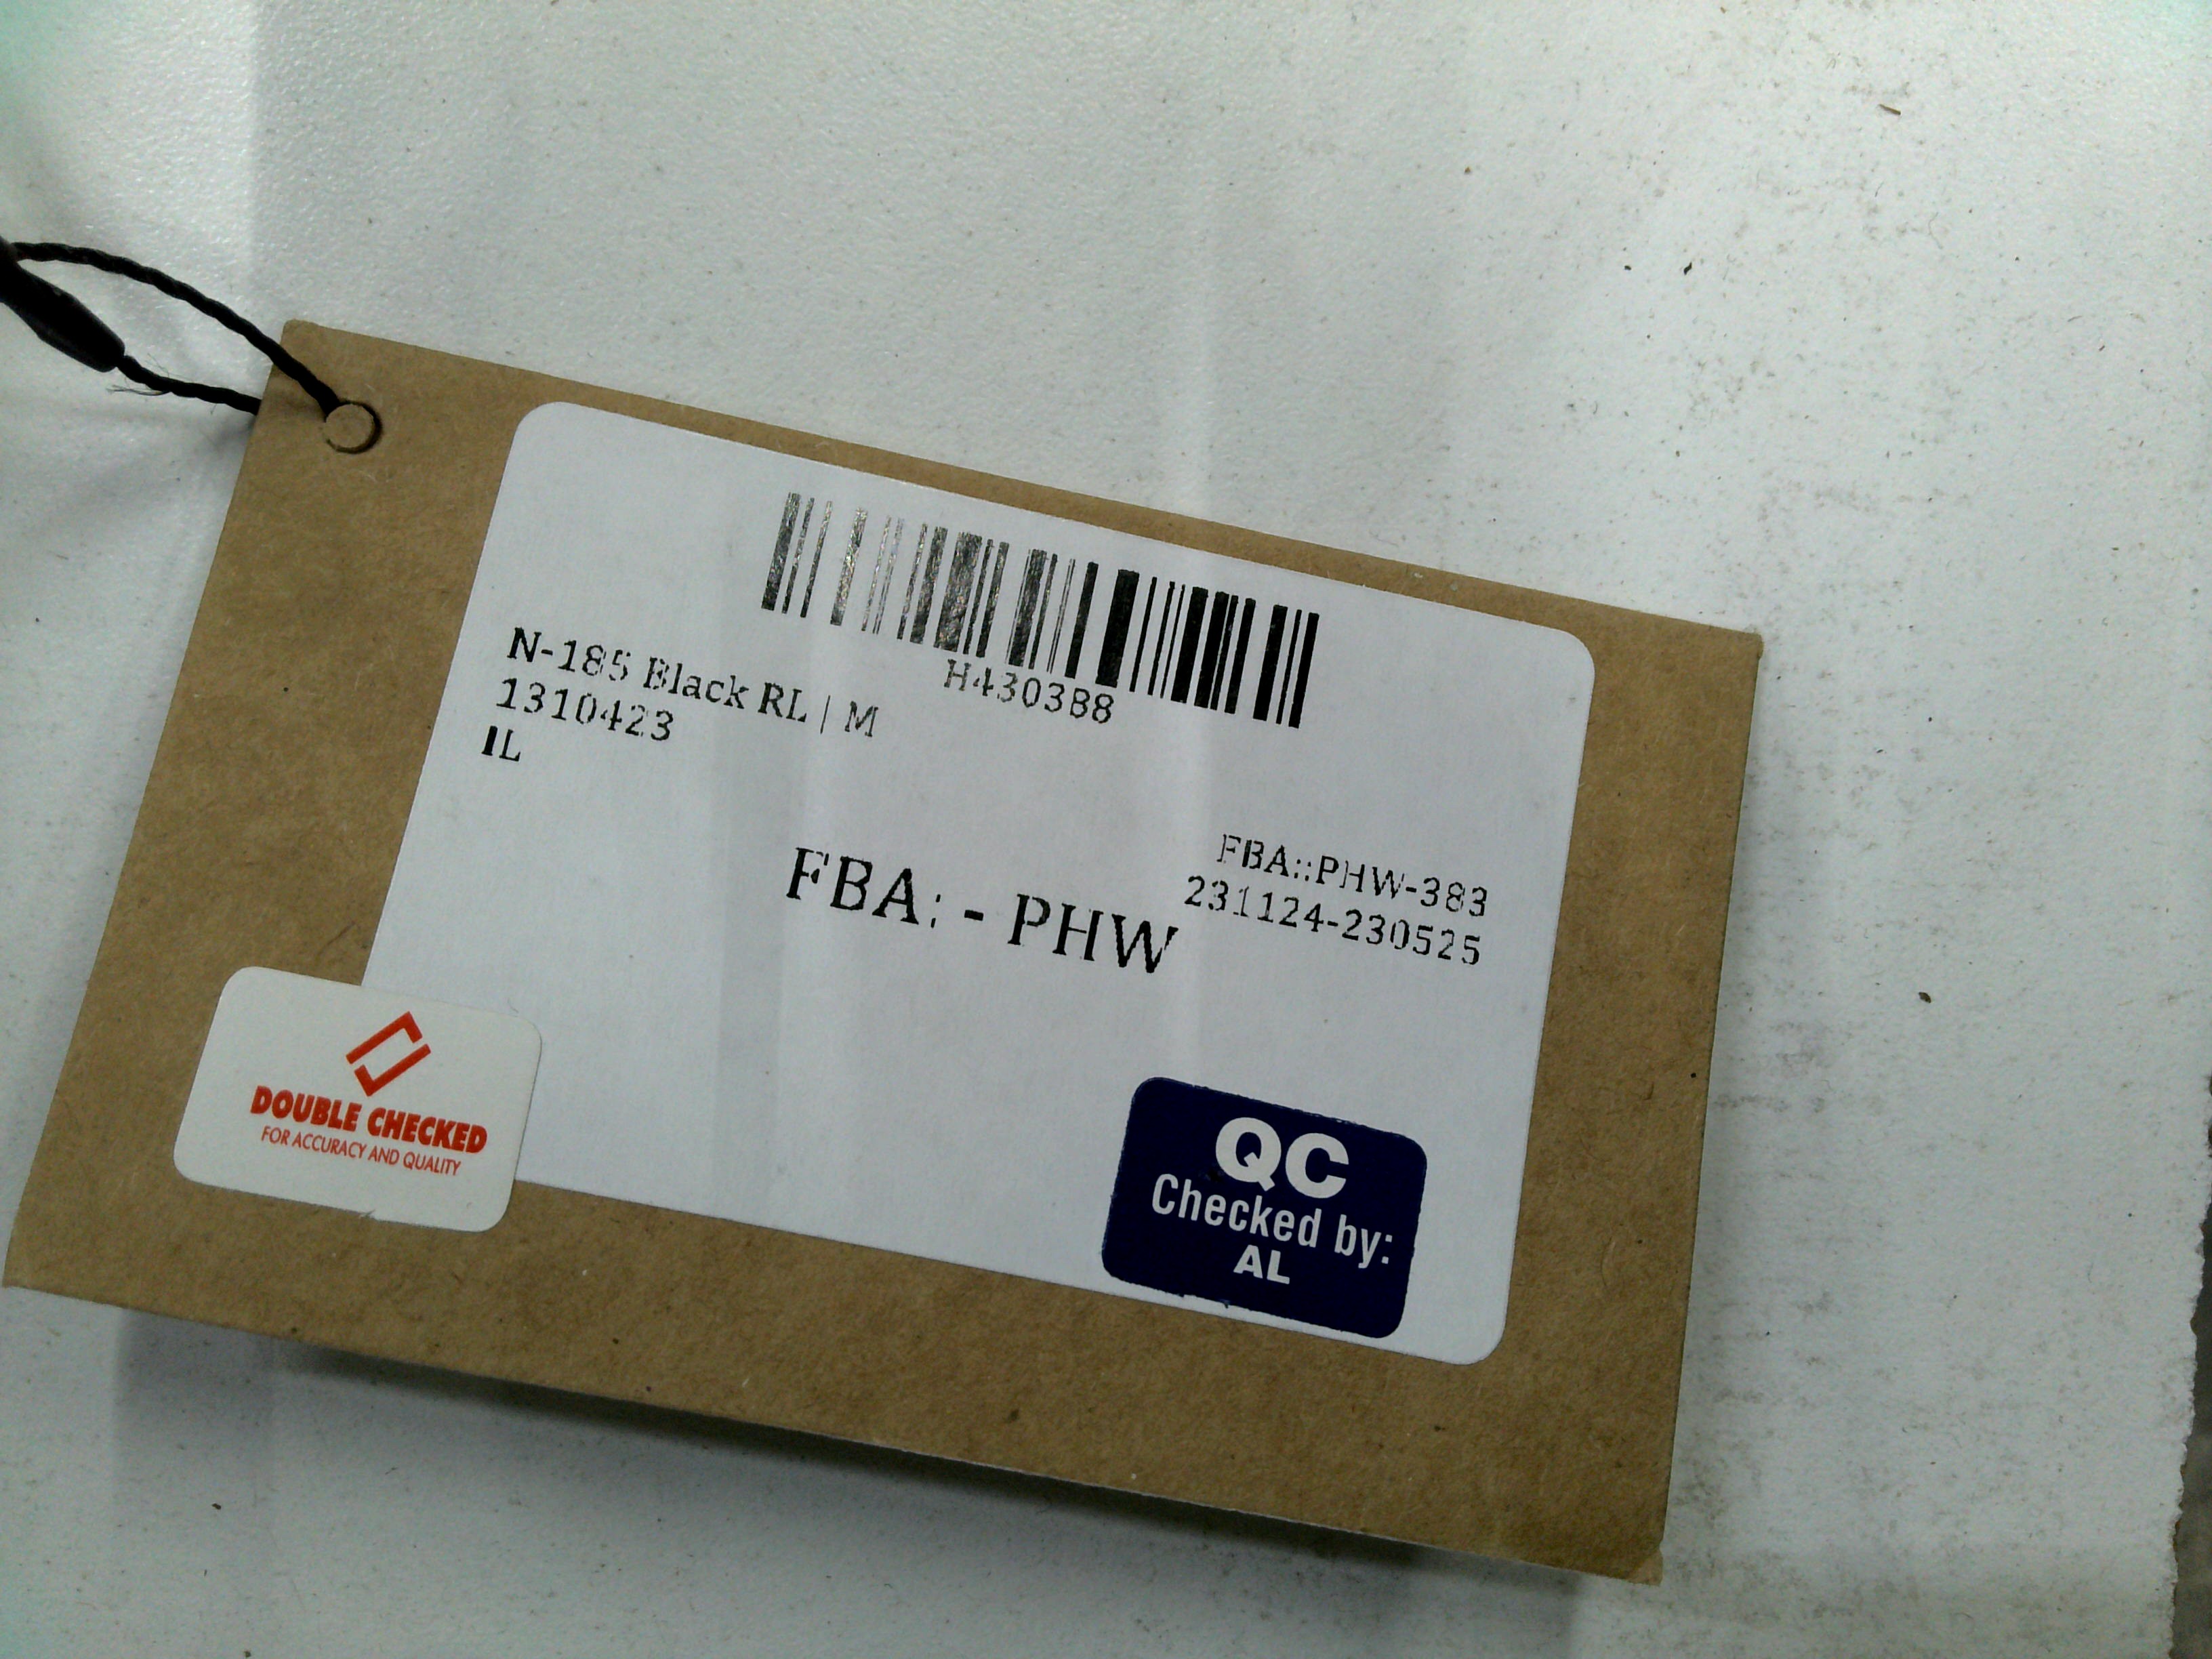 H430388
N-185 Black RL | M
1310423
IL
FBA::PHW-383
231124-230525
FBA: - PHW
DOUBLE CHECKED
FOR ACCURACY AND QUALITY
QC
Checked by:
AL